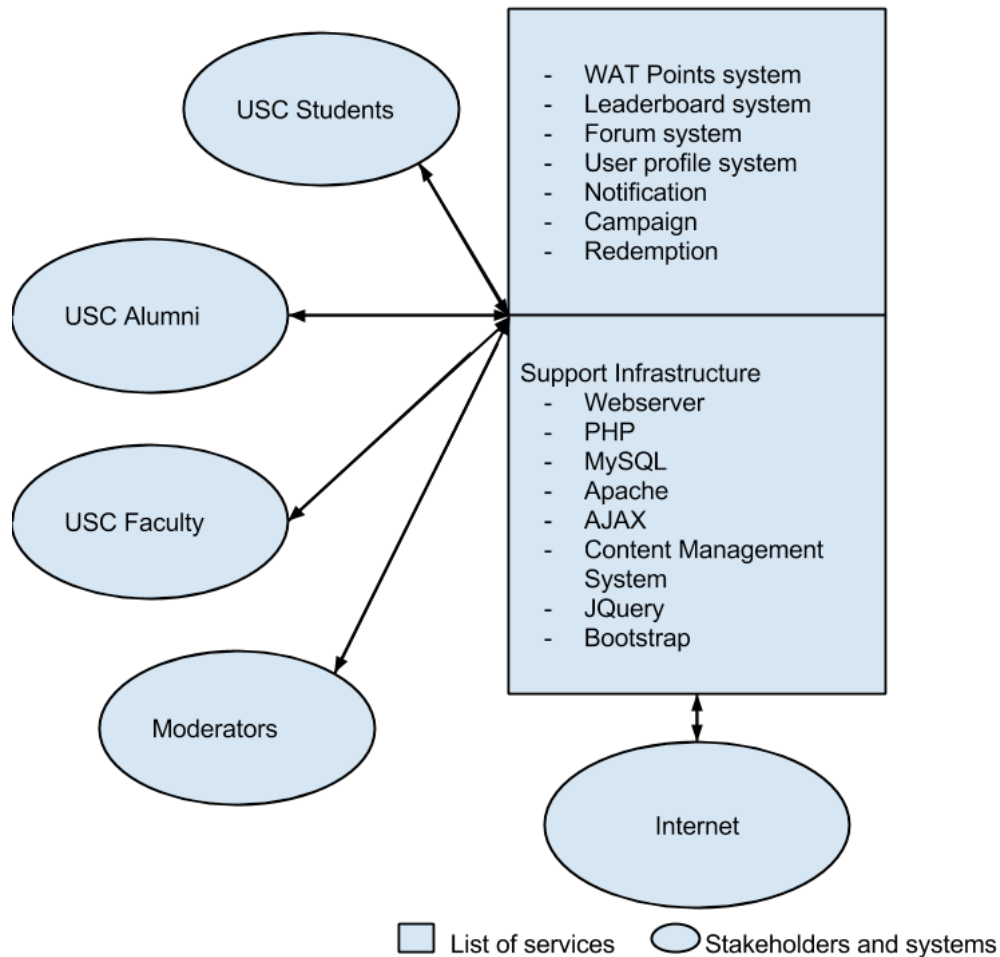 USC Students
USC Alumni
USC Faculty
Moderators
- WAT Points system
- Leaderboard system
- Forum system
- User profile system
- Notification
- Campaign
- Redemption
Support Infrastructure
- Webserver
- PHP
- MySQL
- Apache
- AJAX
- Content Management
System
- JQuery
- Bootstrap
Internet
List of services
Stakeholders and systems